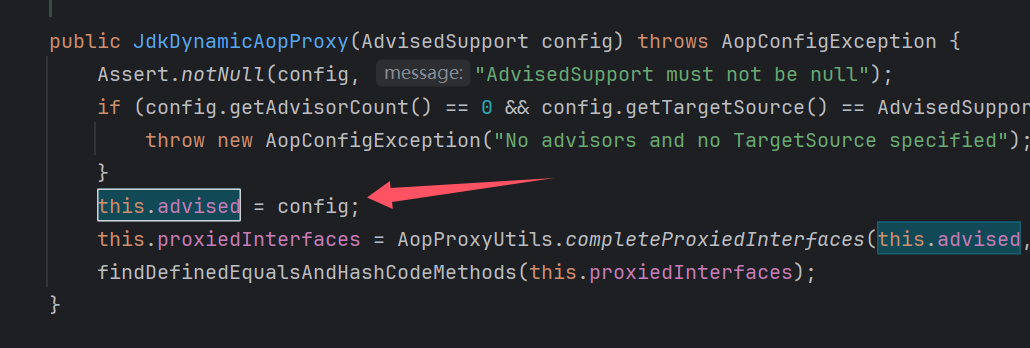 public JdkDynamicAopProxy(AdvisedSupport config) throws AopConfigException {
Assert.notNull(config, message: "AdvisedSupport must not be null");
if (config.getAdvisorCount() == 0 && config.getTargetSource() == AdvisedSuppor
throw new AopConfigException("No advisors and no TargetSource specified");
}
this.advised = config;
this.proxiedInterfaces = AopProxyUtils.completeProxiedInterfaces(this.advised,
findDefinedEqualsAndHashCodeMethods(this.proxiedInterfaces);
}